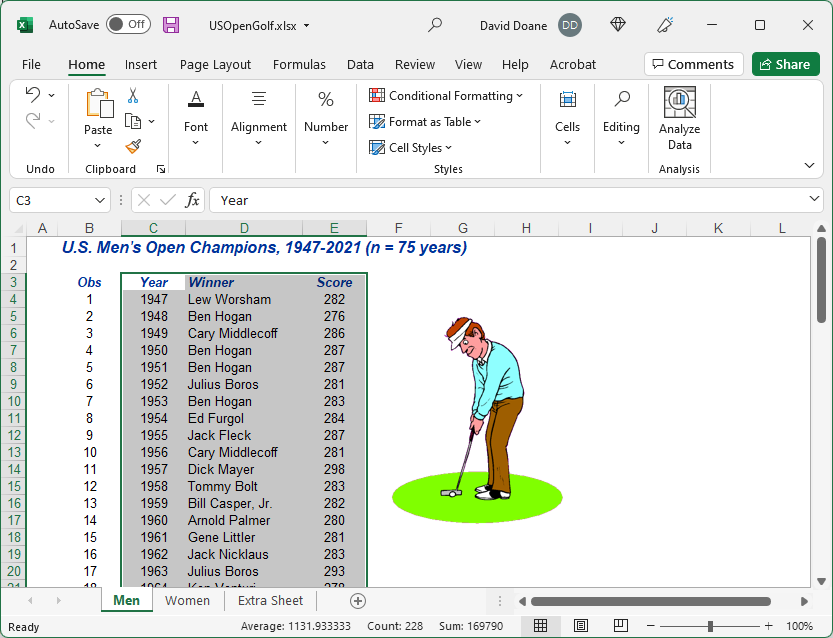 AutoSave Off USOpenGolf.xlsx David Doane DD
File Home Insert Page Layout Formulas Data Review View Help Acrobat Comments Share
Paste Font Alignment % Number Conditional Formatting Format as Table Cell Styles Cells Editing Analyze Data
Undo Clipboard Styles Analysis
C3 fx Year
A B C D E F G H I J K L
1 U.S. Men's Open Champions, 1947-2021 (n = 75 years)
2
3 Obs Year Winner Score
4 1 1947 Lew Worsham 282
5 2 1948 Ben Hogan 276
6 3 1949 Cary Middlecoff 286
7 4 1950 Ben Hogan 287
8 5 1951 Ben Hogan 287
9 6 1952 Julius Boros 281
10 7 1953 Ben Hogan 283
11 8 1954 Ed Furgol 284
12 9 1955 Jack Fleck 287
13 10 1956 Cary Middlecoff 281
14 11 1957 Dick Mayer 298
15 12 1958 Tommy Bolt 283
16 13 1959 Bill Casper, Jr. 282
17 14 1960 Arnold Palmer 280
18 15 1961 Gene Littler 281
19 16 1962 Jack Nicklaus 283
20 17 1963 Julius Boros 293
Men Women Extra Sheet
Ready Average: 1131.933333 Count: 228 Sum: 169790 100%